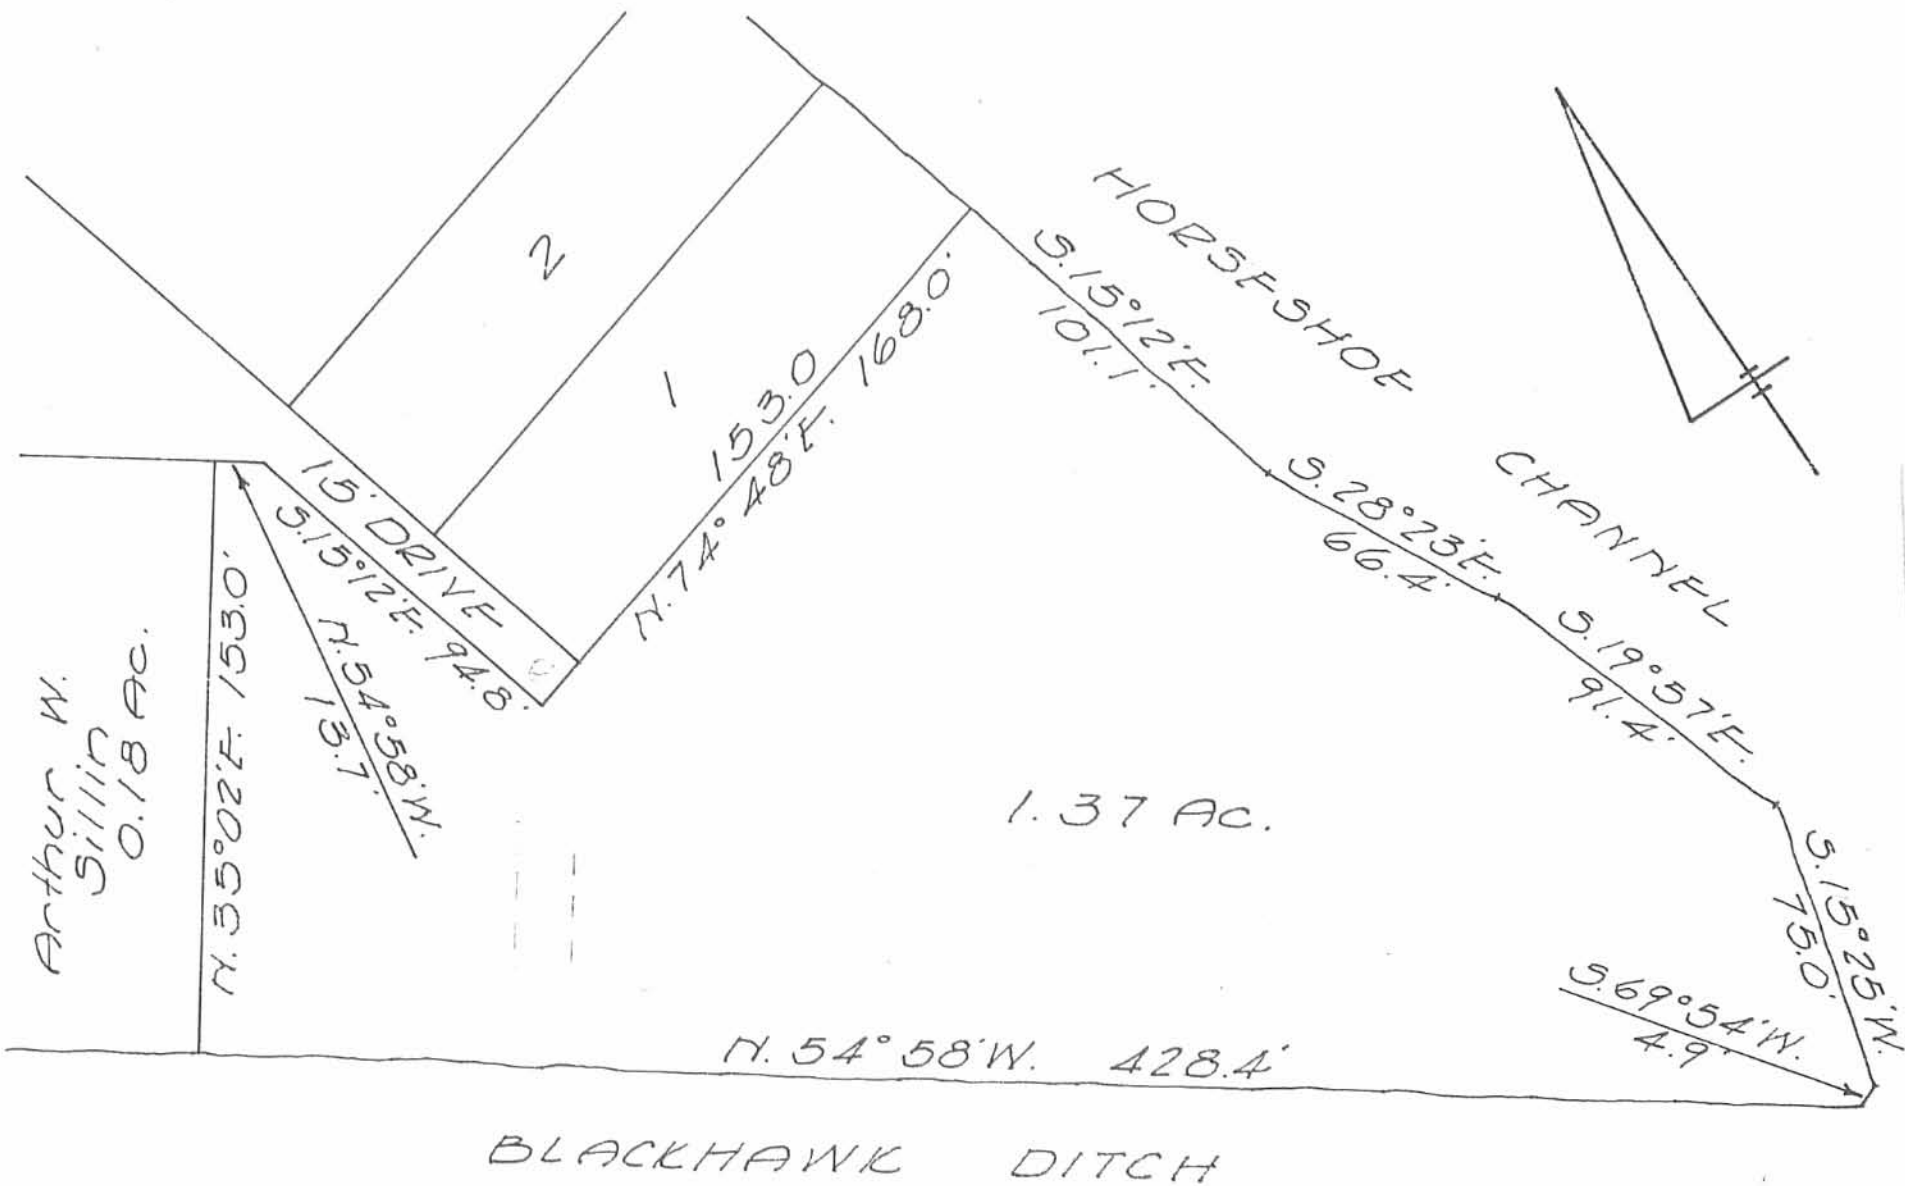 HORSESHOE
CHANNEL
2
1
S.15°12'E.
101.1'
153.0
N.74°48'E. 168.0'
S.28°23'E.
66.4'
15' DRIVE
S.15°12'E. 94.8'
N.54°58'W.
13.7'
S.19°57'E.
91.4'
Arthur W.
Sillin
0.18 Ac.
N.35°02'E. 153.0'
1.37 Ac.
S.15°25'W.
75.0'
S.69°54'W.
4.9'
N.54°58'W. 428.4'
BLACKHAWK DITCH